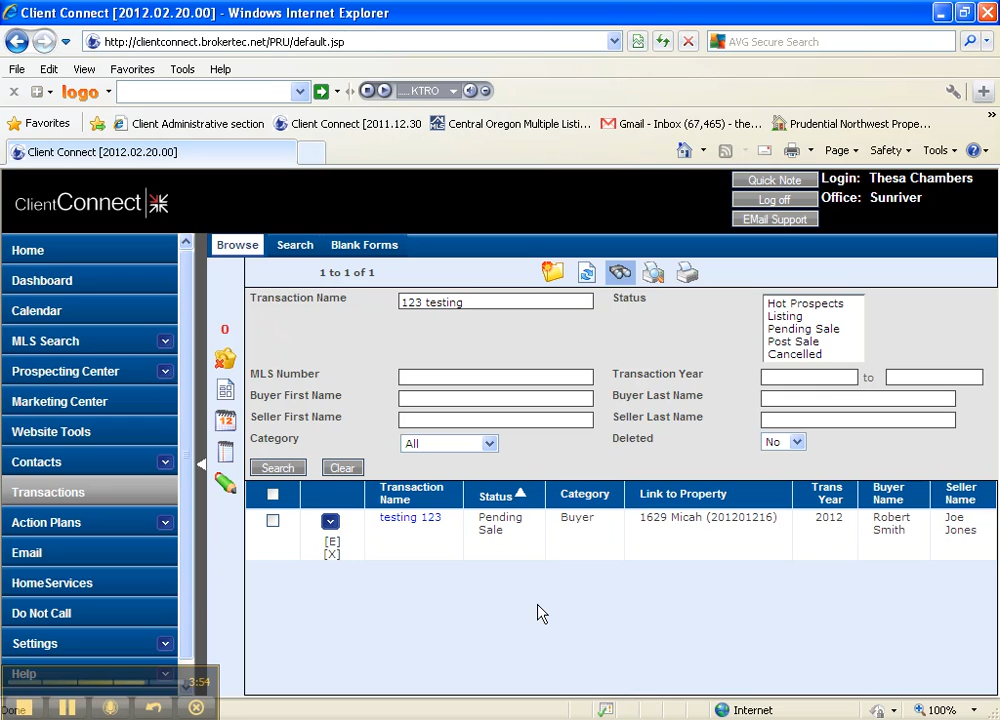 Client Connect [2012.02.20.00] - Windows Internet Explorer
http://clientconnect.brokertec.net/PRU/default.jsp
AVG Secure Search
File Edit View Favorites Tools Help
logo
.....KTRO
Favorites
Client Administrative section
Client Connect [2011.12.30
Central Oregon Multiple Listi...
Gmail - Inbox (67,465) - the...
Prudential Northwest Prope...
»
Client Connect [2012.02.20.00]
Page Safety Tools
ClientConnect
Quick Note
Log off
EMail Support
Login: Thesa Chambers
Office: Sunriver
Home
Dashboard
Calendar
MLS Search
Prospecting Center
Marketing Center
Website Tools
Contacts
Transactions
Action Plans
Email
HomeServices
Do Not Call
Settings
Help
Browse Search Blank Forms
1 to 1 of 1
0
12
Transaction Name 123 testing
Status
Hot Prospects
Listing
Pending Sale
Post Sale
Cancelled
MLS Number
Transaction Year to
Buyer First Name
Buyer Last Name
Seller First Name
Seller Last Name
Category All
Deleted No
Search Clear
Transaction Name
Status
Category
Link to Property
Trans Year
Buyer Name
Seller Name
testing 123
Pending Sale
Buyer
1629 Micah (201201216)
2012
Robert Smith
Joe Jones
[E]
[X]
3:54
Done
Internet
100%